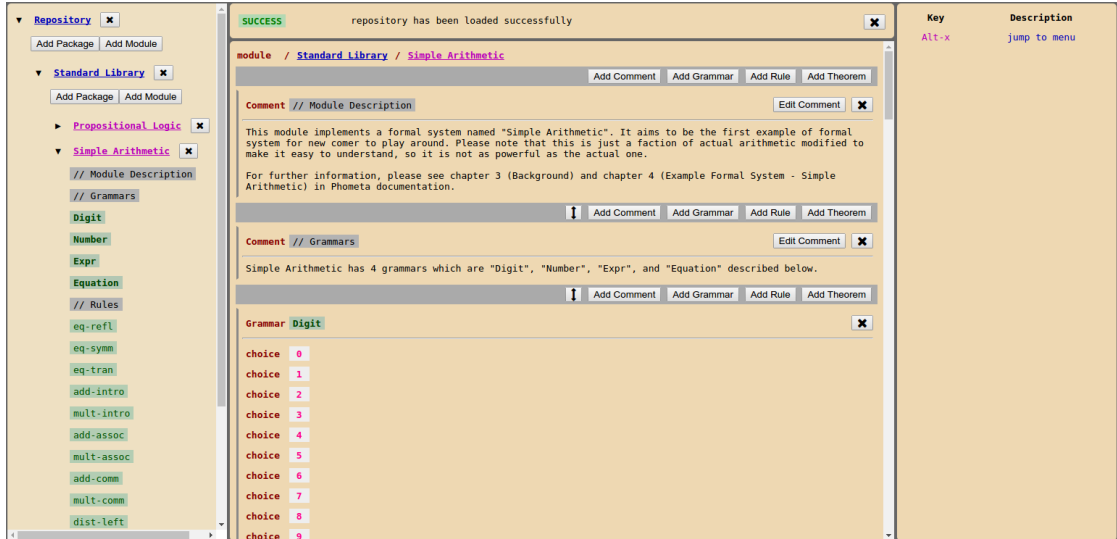 ▼ Repository ✖
Add Package Add Module
▼ Standard Library ✖
Add Package Add Module
► Propositional Logic ✖
▼ Simple Arithmetic ✖
// Module Description
// Grammars
Digit
Number
Expr
Equation
// Rules
eq-refl
eq-symm
eq-tran
add-intro
mult-intro
add-assoc
mult-assoc
add-comm
mult-comm
dist-left
SUCCESS repository has been loaded successfully ✖
module / Standard Library / Simple Arithmetic
Add Comment Add Grammar Add Rule Add Theorem
Comment // Module Description Edit Comment ✖
This module implements a formal system named "Simple Arithmetic". It aims to be the first example of formal
system for new comer to play around. Please note that this is just a faction of actual arithmetic modified to
make it easy to understand, so it is not as powerful as the actual one.
For further information, please see chapter 3 (Background) and chapter 4 (Example Formal System - Simple
Arithmetic) in Phometa documentation.
↕ Add Comment Add Grammar Add Rule Add Theorem
Comment // Grammars Edit Comment ✖
Simple Arithmetic has 4 grammars which are "Digit", "Number", "Expr", and "Equation" described below.
↕ Add Comment Add Grammar Add Rule Add Theorem
Grammar Digit ✖
choice 0
choice 1
choice 2
choice 3
choice 4
choice 5
choice 6
choice 7
choice 8
choice 9
Key Description
Alt-x jump to menu